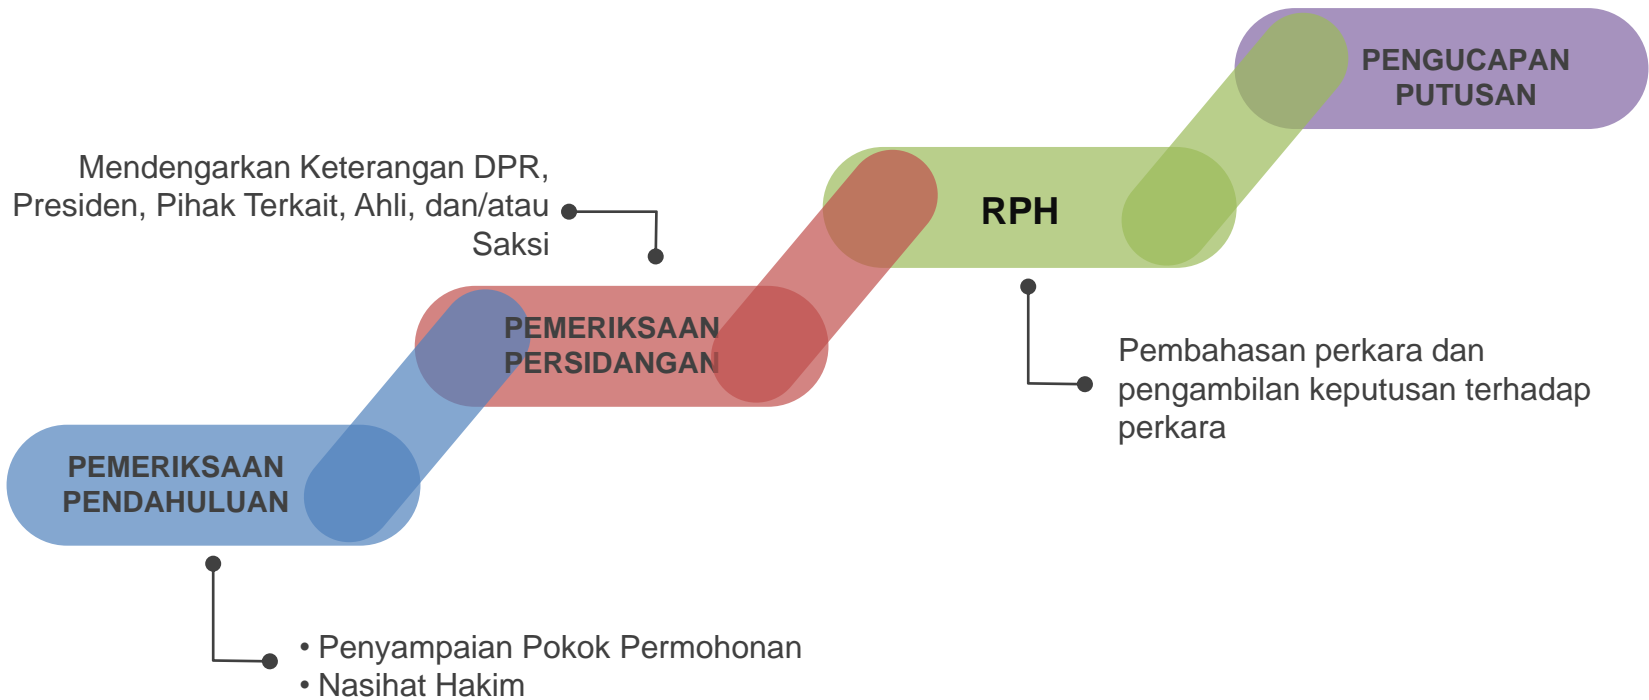 PENGUCAPAN
PUTUSAN
Mendengarkan Keterangan DPR,
Presiden, Pihak Terkait, Ahli, dan/atau
Saksi
RPH
PEMERIKSAAN
PERSIDANGAN
Pembahasan perkara dan
pengambilan keputusan terhadap
perkara
PEMERIKSAAN
PENDAHULUAN
• Penyampaian Pokok Permohonan
• Nasihat Hakim